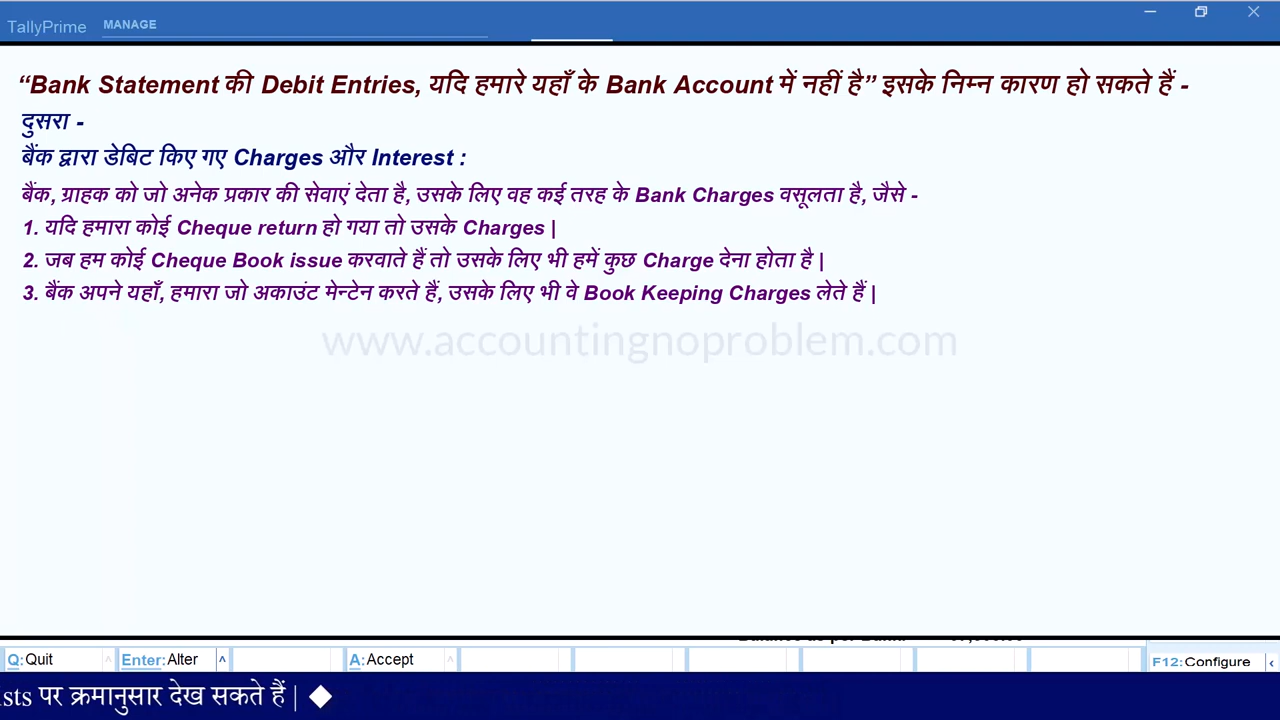 TallyPrime
MANAGE
“Bank Statement की Debit Entries, यदि हमारे यहाँ के Bank Account में नहीं है” इसके निम्न कारण हो सकते हैं -
दुसरा -
बैंक द्वारा डेबिट किए गए Charges और Interest :
बैंक, ग्राहक को जो अनेक प्रकार की सेवाएं देता है, उसके लिए वह कई तरह के Bank Charges वसूलता है, जैसे -
1. यदि हमारा कोई Cheque return हो गया तो उसके Charges |
2. जब हम कोई Cheque Book issue करवाते हैं तो उसके लिए भी हमें कुछ Charge देना होता है |
3. बैंक अपने यहाँ, हमारा जो अकाउंट मेन्टेन करते हैं, उसके लिए भी वे Book Keeping Charges लेते हैं |
www.accountingnoproblem.com
Q:Quit ^ Enter:Alter ^ A:Accept ^ F12:Configure ‹
पर क्रमानुसार देख सकते हैं | ◆